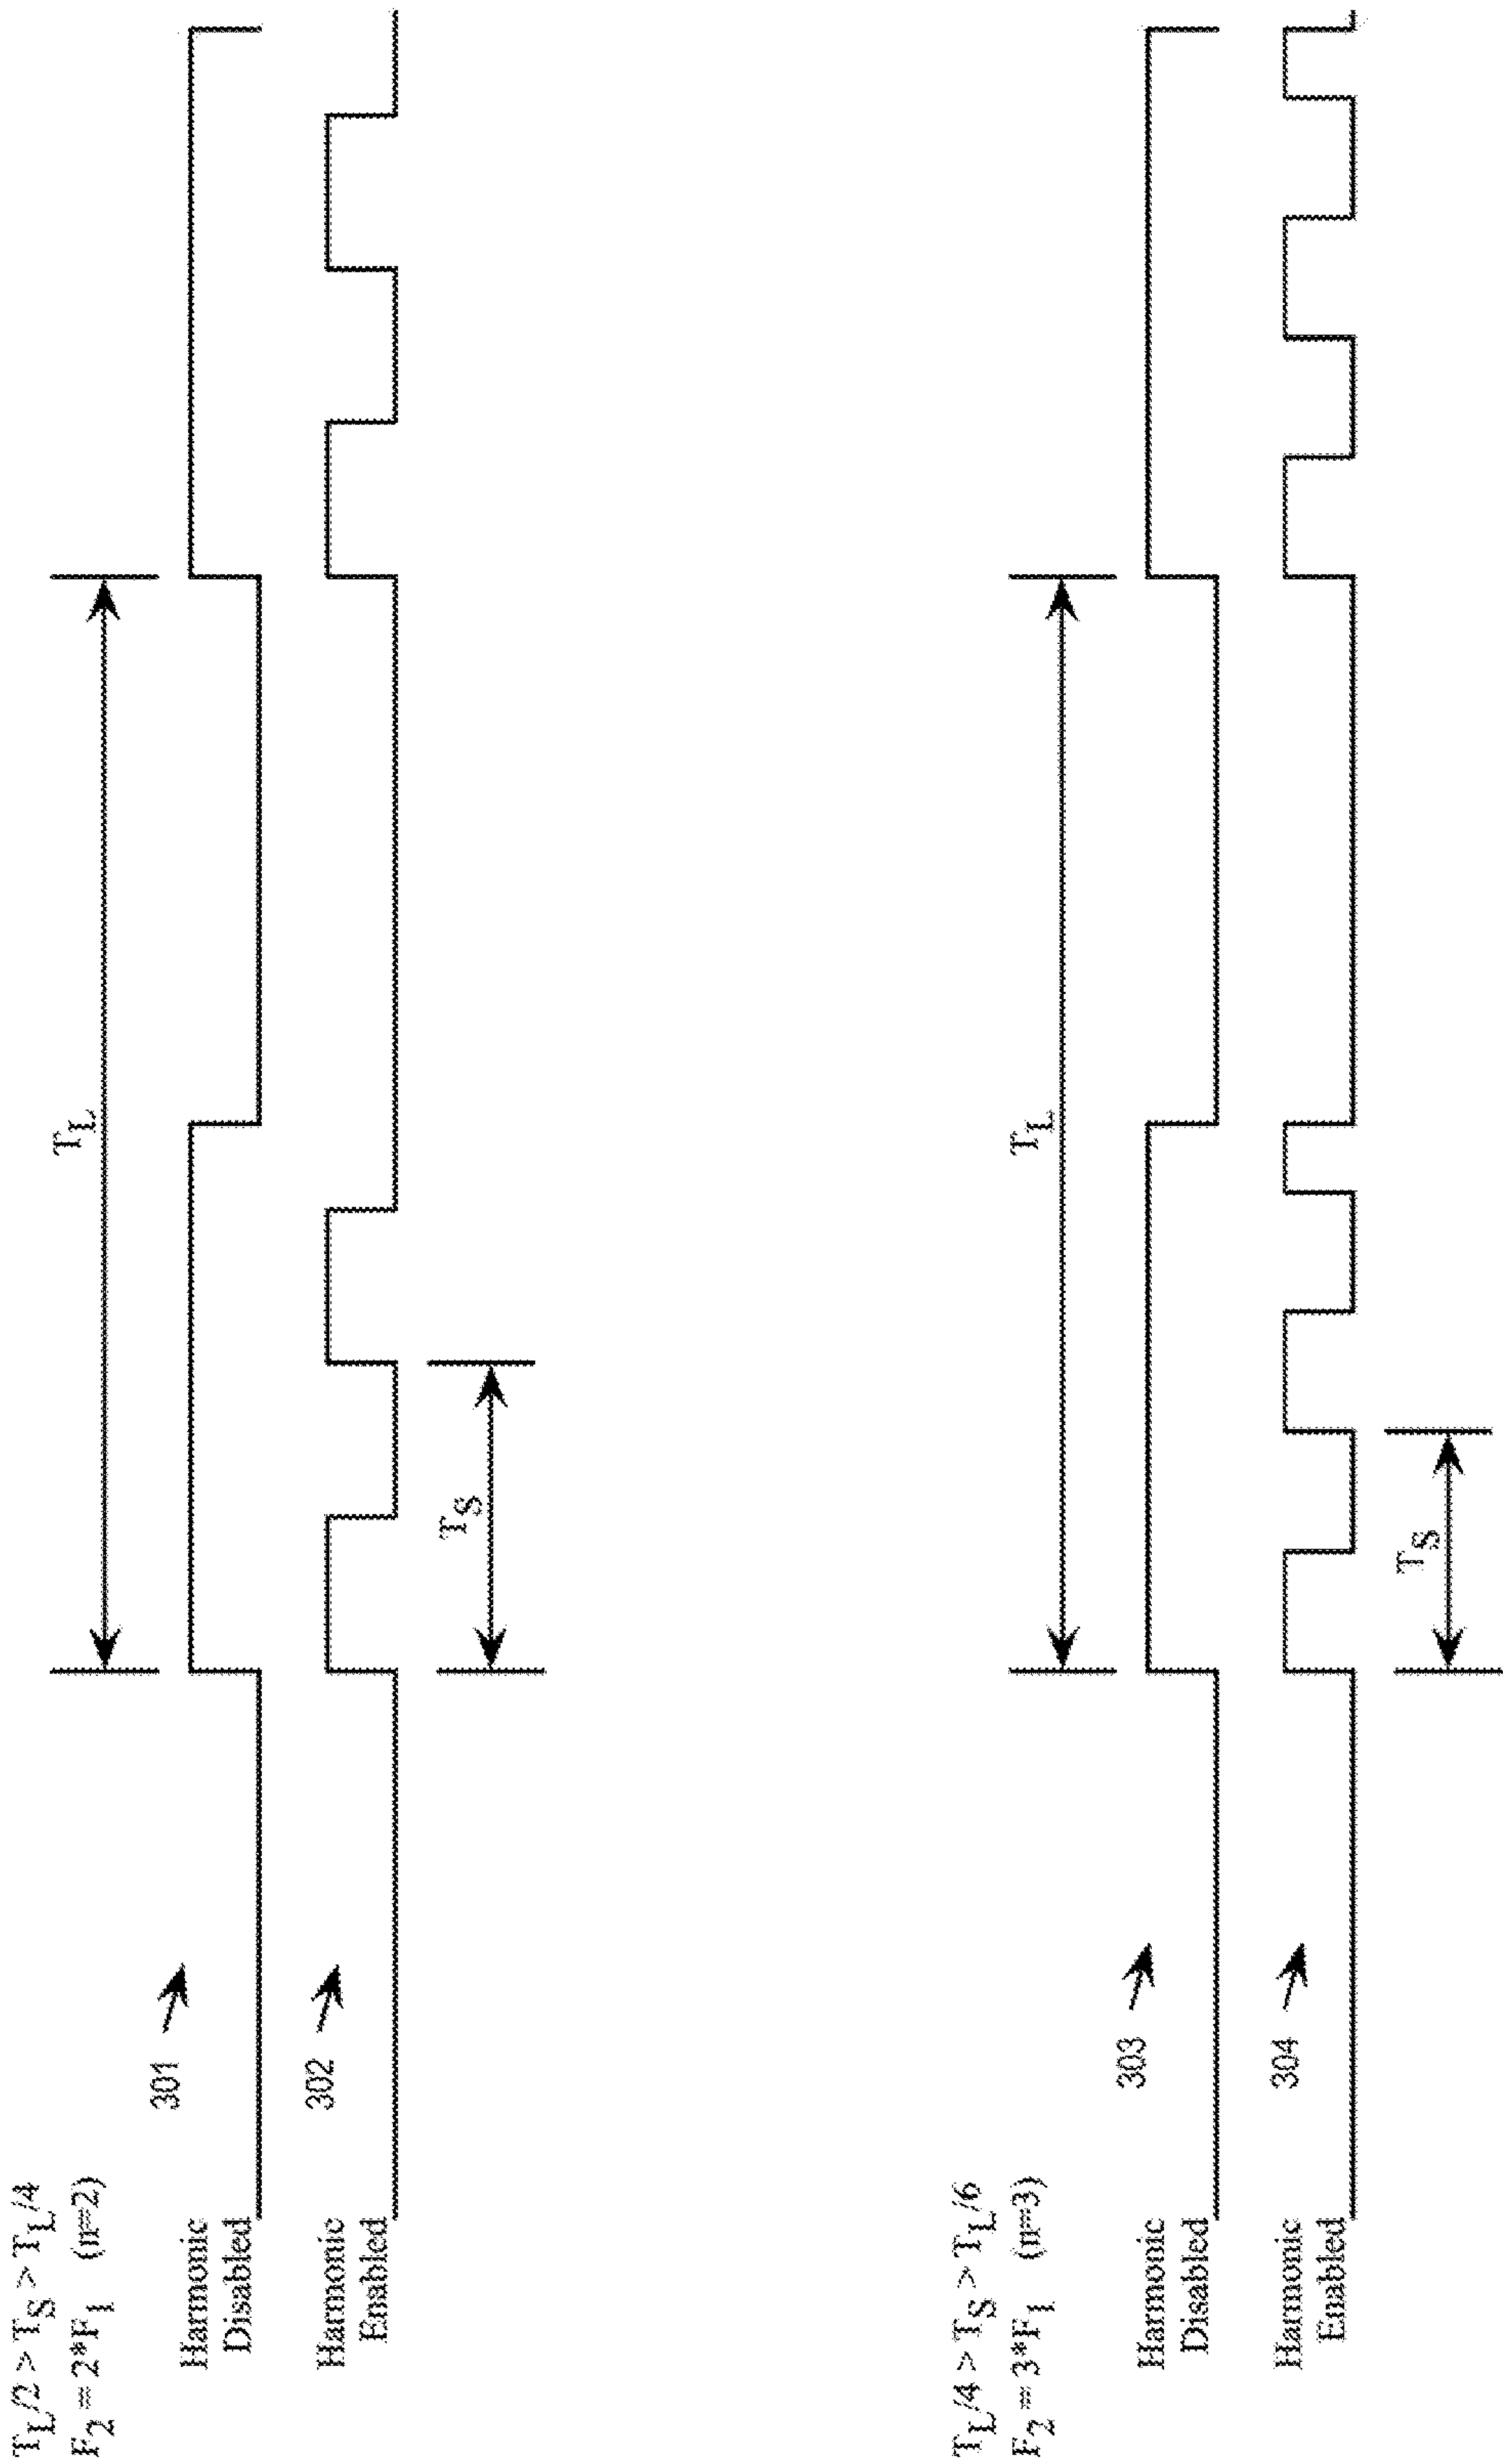 T_L/2 > T_S > T_L/4
F_2 = 2*F_1 (n=2)
301
Harmonic
Disabled
302
Harmonic
Enabled
T_L
T_S
T_L/4 > T_S > T_L/6
F_2 = 3*F_1 (n=3)
303
Harmonic
Disabled
304
Harmonic
Enabled
T_L
T_S